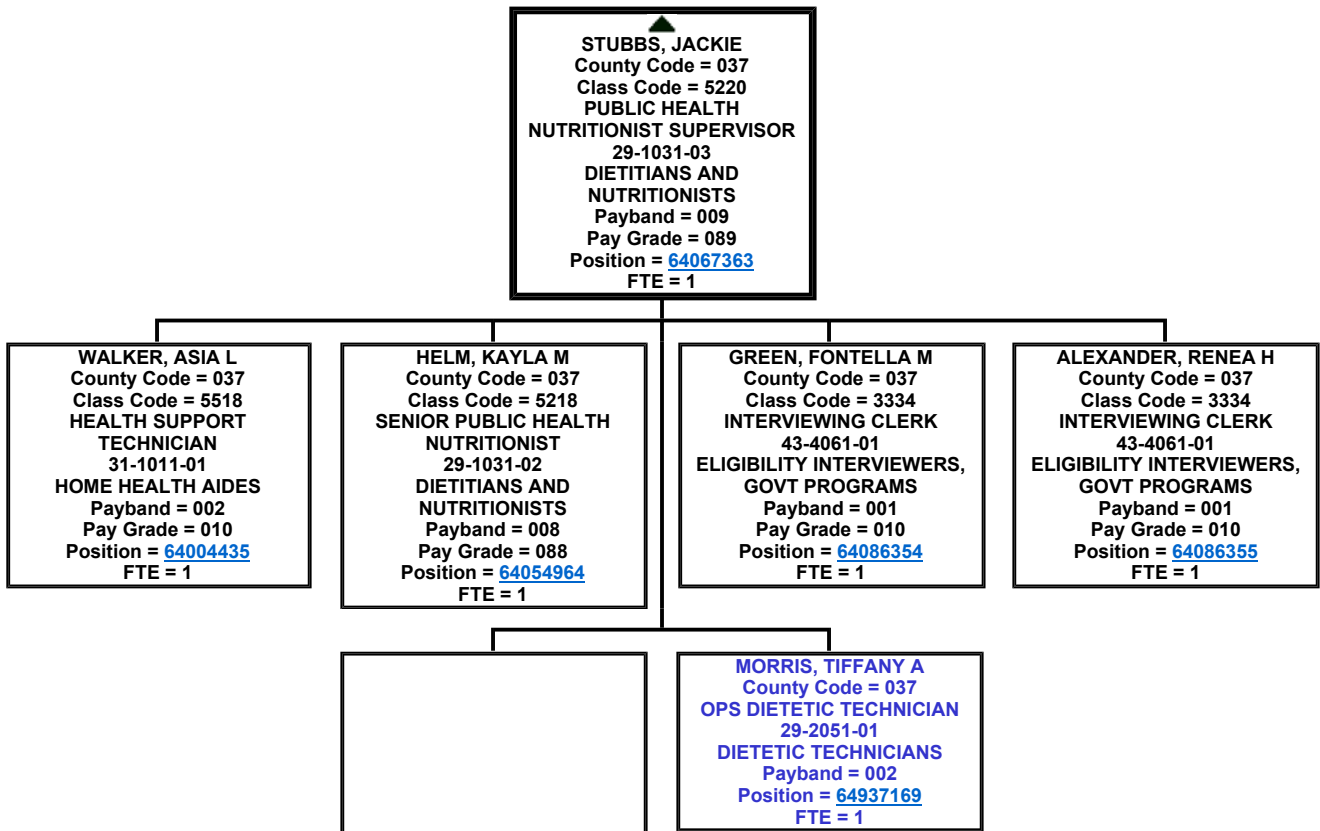 STUBBS, JACKIE
County Code = 037
Class Code = 5220
PUBLIC HEALTH
NUTRITIONIST SUPERVISOR
29-1031-03
DIETITIANS AND
NUTRITIONISTS
Payband = 009
Pay Grade = 089
Position = 64067363
FTE = 1
WALKER, ASIA L
County Code = 037
Class Code = 5518
HEALTH SUPPORT
TECHNICIAN
31-1011-01
HOME HEALTH AIDES
Payband = 002
Pay Grade = 010
Position = 64004435
FTE = 1
HELM, KAYLA M
County Code = 037
Class Code = 5218
SENIOR PUBLIC HEALTH
NUTRITIONIST
29-1031-02
DIETITIANS AND
NUTRITIONISTS
Payband = 008
Pay Grade = 088
Position = 64054964
FTE = 1
GREEN, FONTELLA M
County Code = 037
Class Code = 3334
INTERVIEWING CLERK
43-4061-01
ELIGIBILITY INTERVIEWERS,
GOVT PROGRAMS
Payband = 001
Pay Grade = 010
Position = 64086354
FTE = 1
ALEXANDER, RENEA H
County Code = 037
Class Code = 3334
INTERVIEWING CLERK
43-4061-01
ELIGIBILITY INTERVIEWERS,
GOVT PROGRAMS
Payband = 001
Pay Grade = 010
Position = 64086355
FTE = 1
MORRIS, TIFFANY A
County Code = 037
OPS DIETETIC TECHNICIAN
29-2051-01
DIETETIC TECHNICIANS
Payband = 002
Position = 64937169
FTE = 1